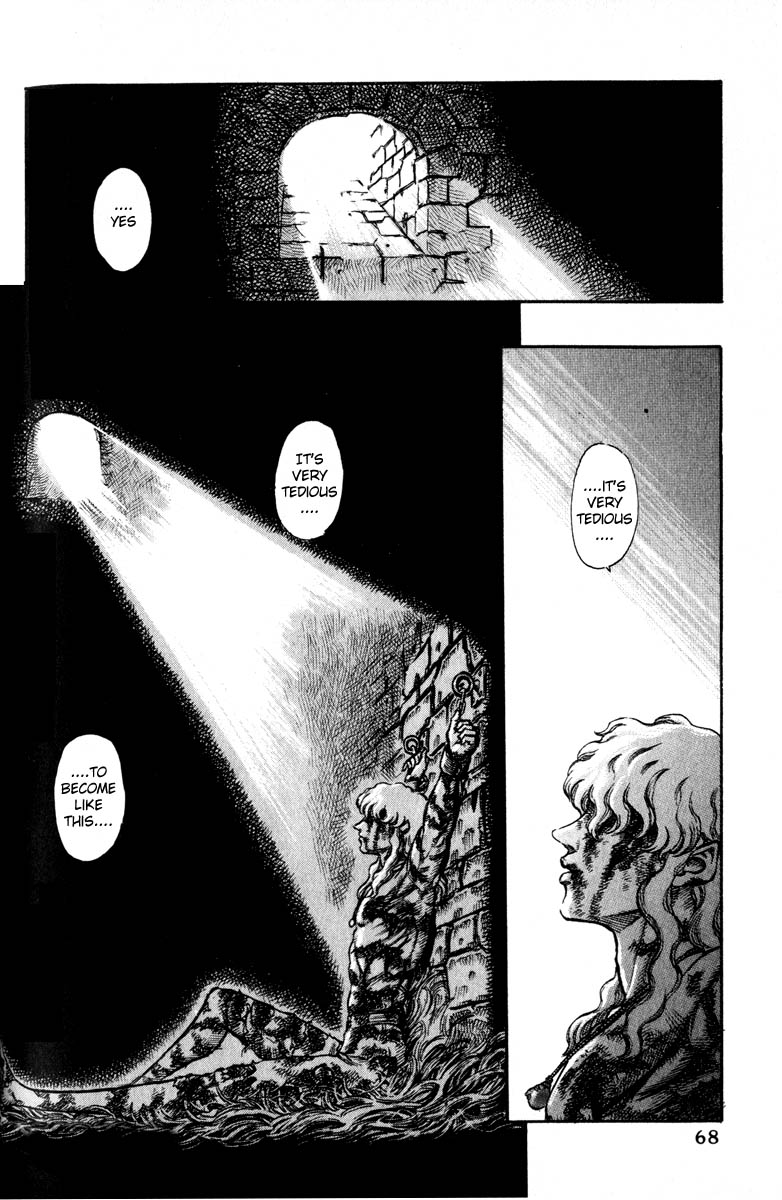 ....
YES
....IT'S
VERY
TEDIOUS
....
IT'S
VERY
TEDIOUS
....
....TO
BECOME
LIKE
THIS....
68